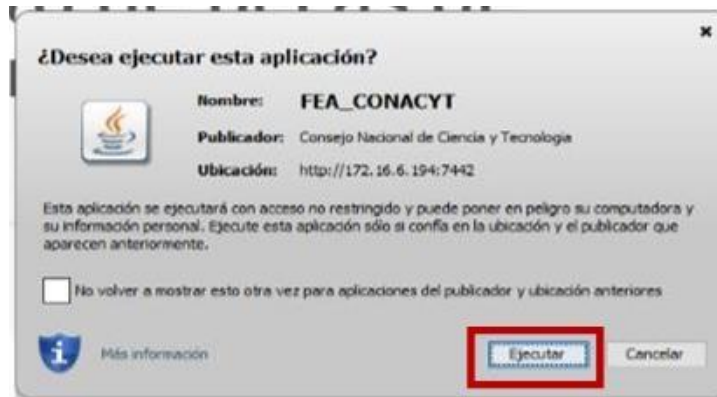 ¿Desea ejecutar esta aplicación?
Nombre: FEA_CONACYT
Publicador: Consejo Nacional de Ciencia y Tecnologia
Ubicación: http://172.16.6.194:7442
Esta aplicación se ejecutará con acceso no restringido y puede poner en peligro su computadora y
su información personal. Ejecute esta aplicación sólo si confía en la ubicación y el publicador que
aparecen anteriormente.
No volver a mostrar esto otra vez para aplicaciones del publicador y ubicación anteriores
Más información
Ejecutar
Cancelar